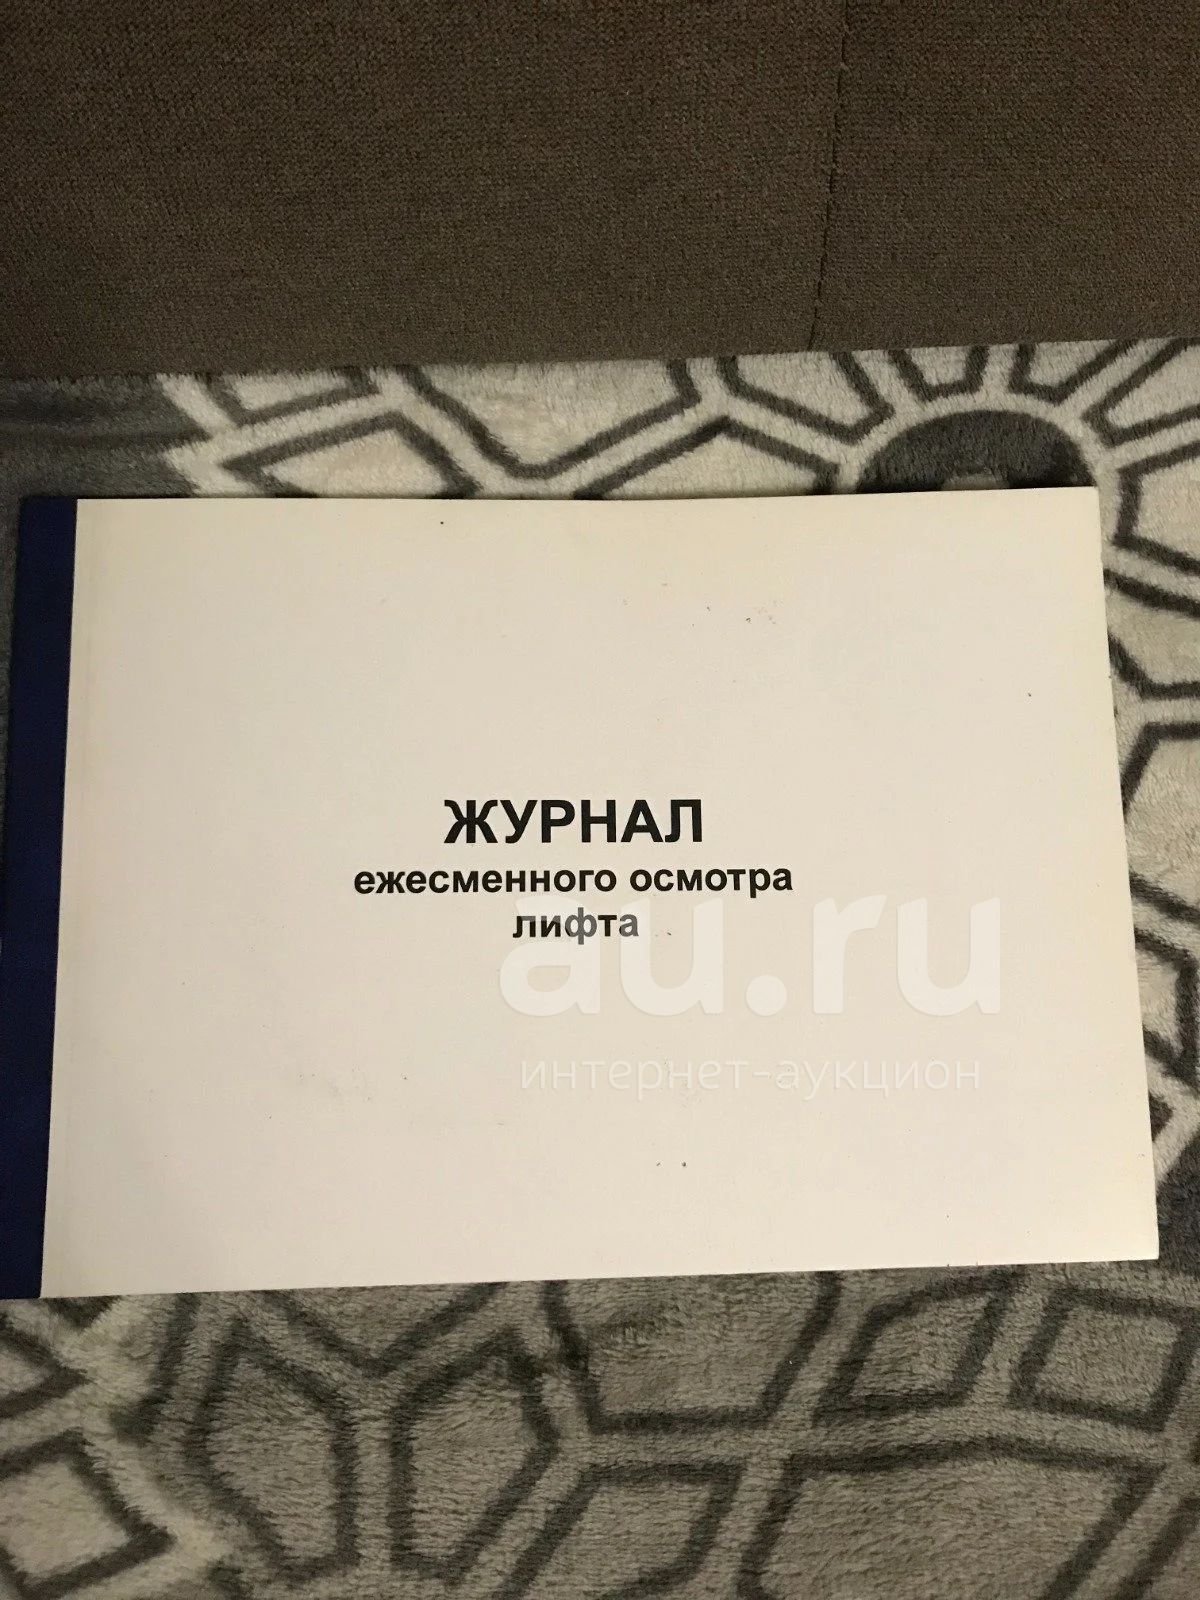 ЖУРНАЛ
ежесменного осмотра
лифта
au.ru
интернет-аукцион